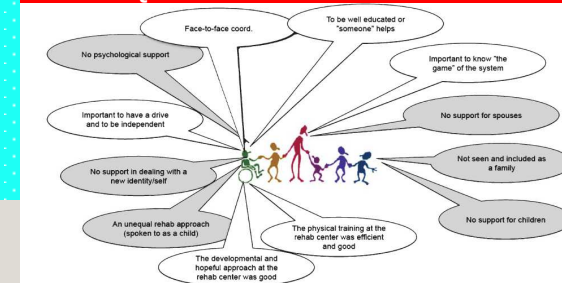 Face-to-face coord.
To be well educated or
"someone" helps
No psychological support
Important to know "the
game" of the system
Important to have a drive
and to be independent
No support for spouses
No support in dealing with a
new identity/self
Not seen and included as
a family
An unequal rehab approach
(spoken to as a child)
No support for children
The physical training at the
rehab center was efficient
and good
The developmental and
hopeful approach at the
rehab center was good